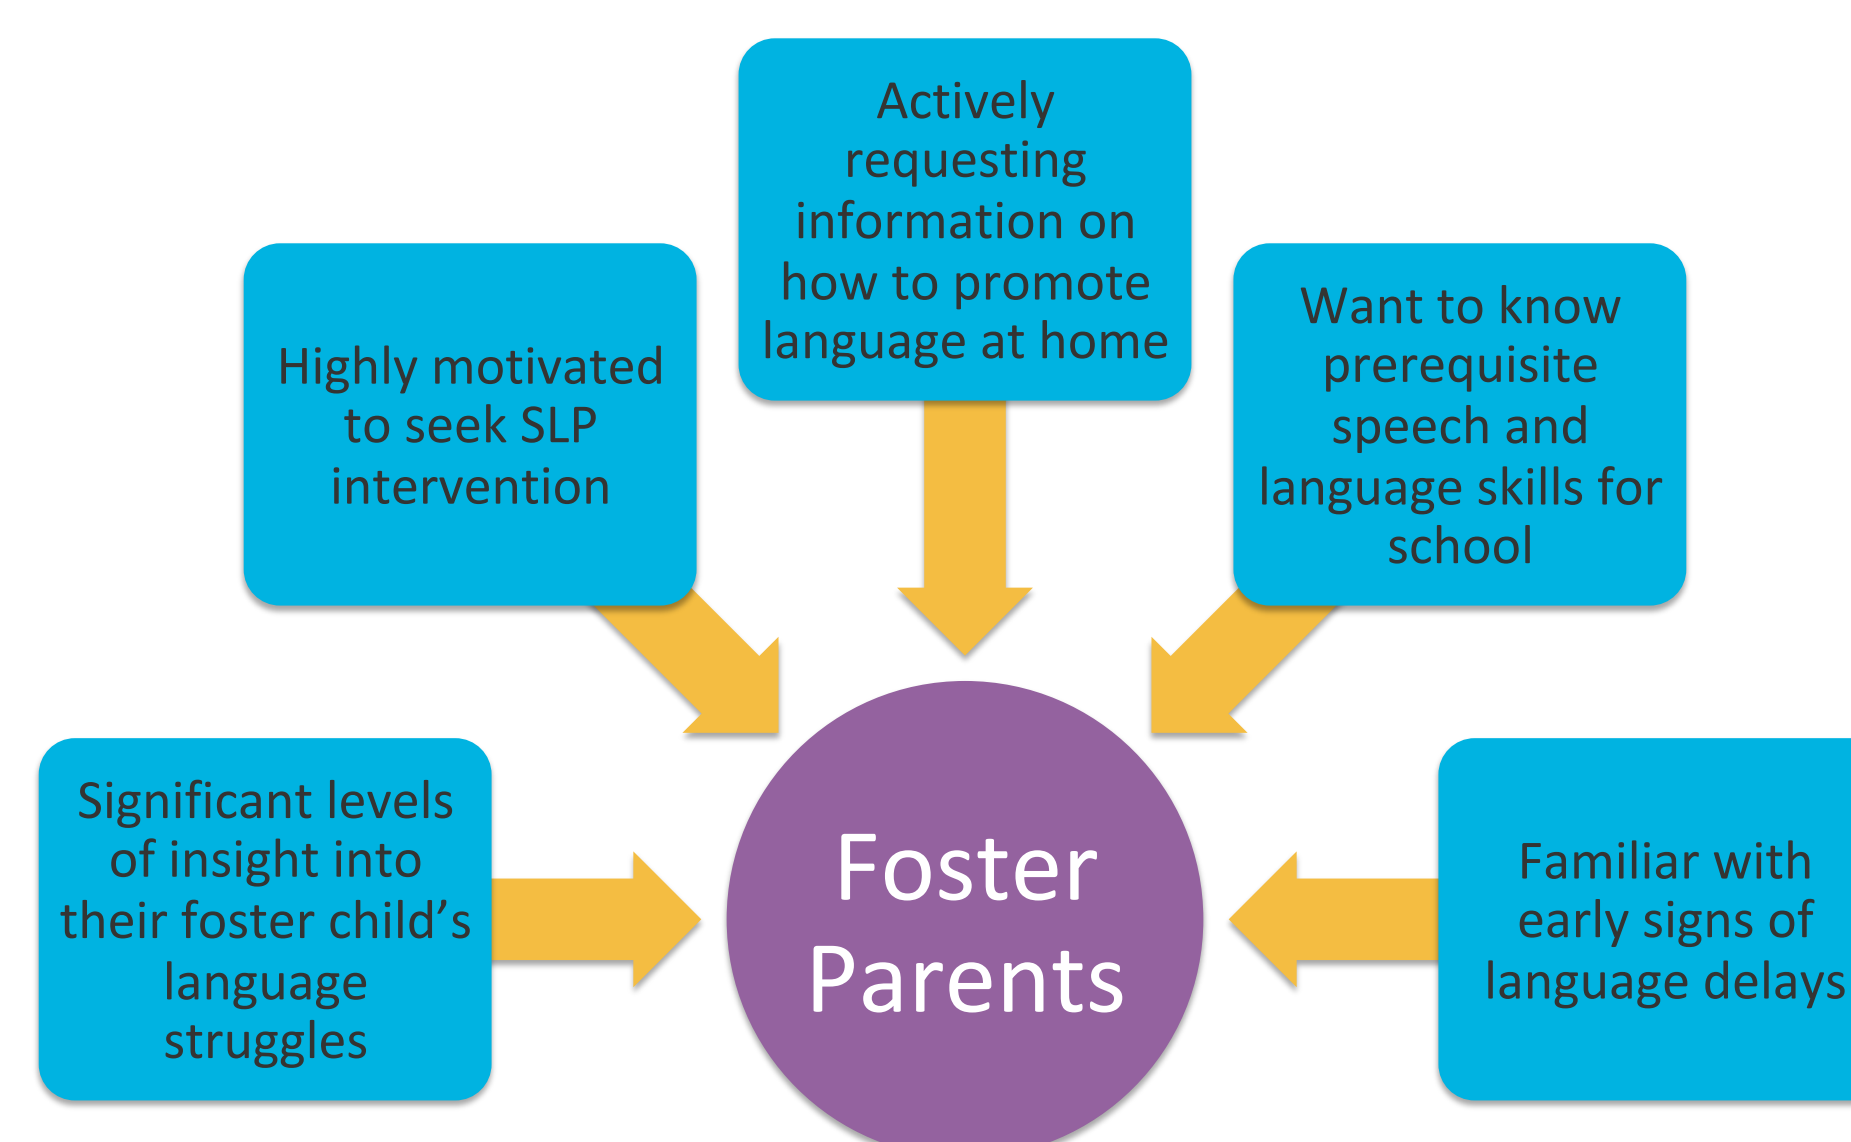 Actively
requesting
information on
how to promote
language at home
Highly motivated
to seek SLP
intervention
Want to know
prerequisite
speech and
language skills for
school
Significant levels
of insight into
their foster child’s
language
struggles
Foster
Parents
Familiar with
early signs of
language delays